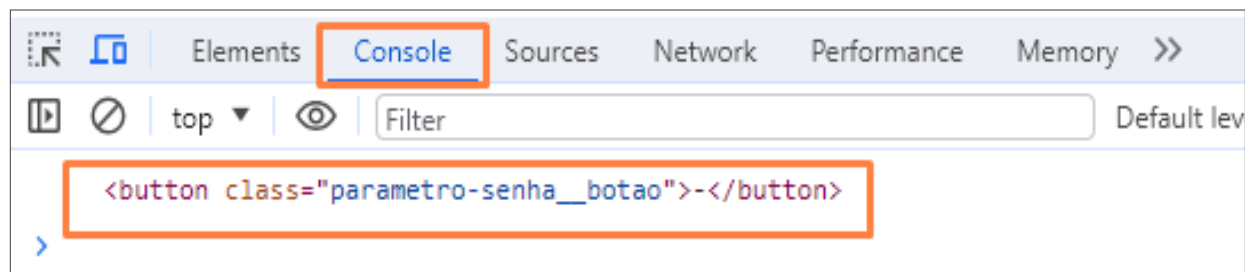 Elements Console Sources Network Performance Memory
top Filter Default lev
<button class="parametro-senha__botao">-</button>